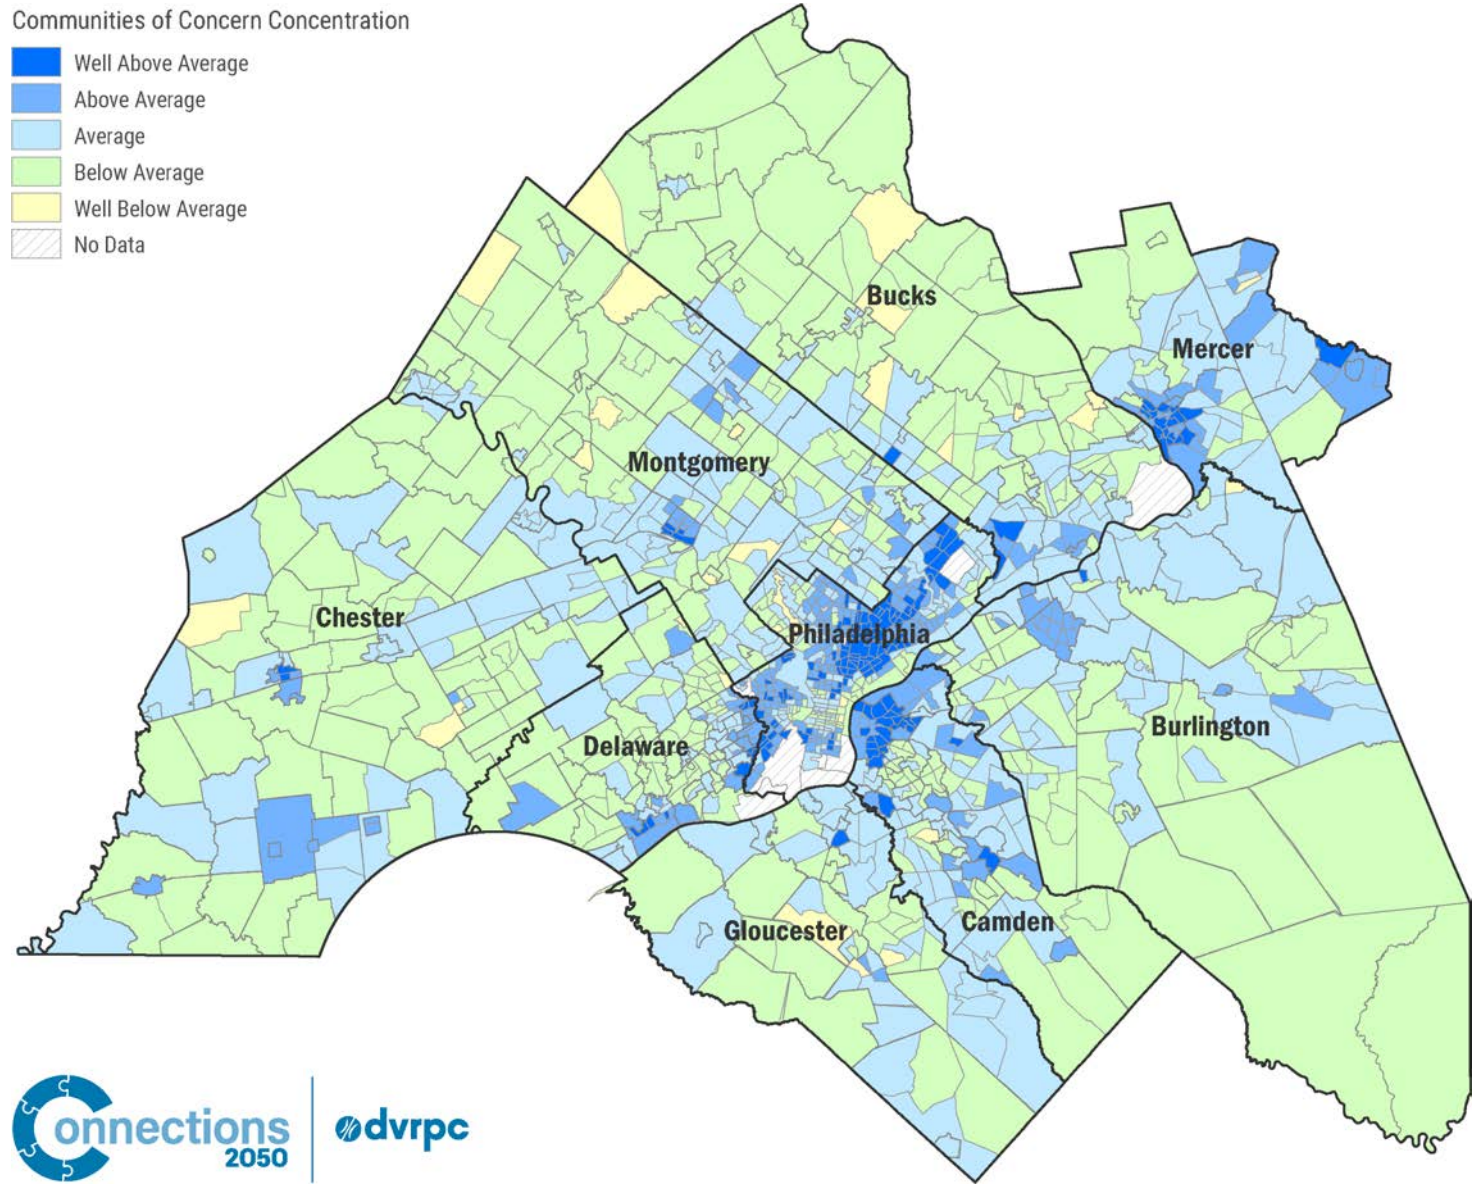 Communities of Concern Concentration
Well Above Average
Above Average
Average
Below Average
Well Below Average
No Data
Bucks
Mercer
Montgomery
Chester
Philadelphia
Burlington
Delaware
Camden
Gloucester
Connections
2050
dvrpc